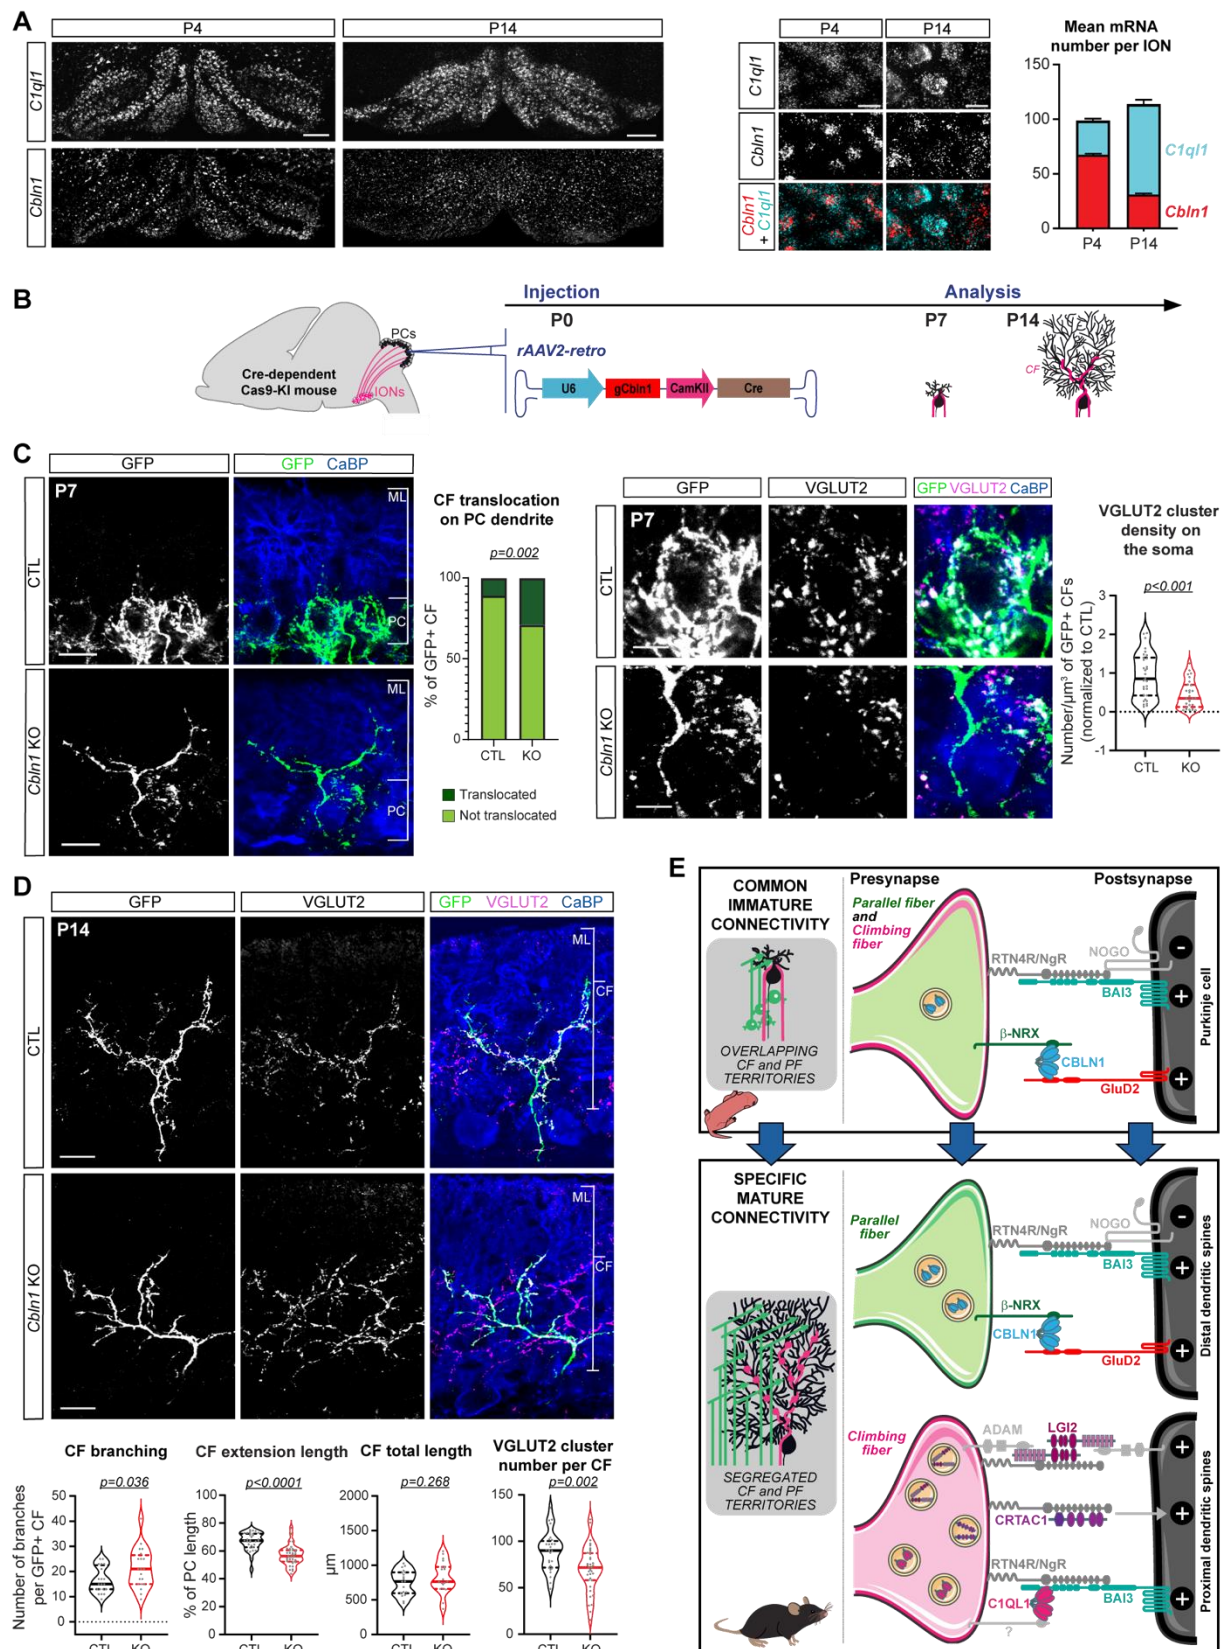 A
P4
P14
C1ql1
Cbln1
P4
P14
C1ql1
Cbln1
Cbln1
+ C1ql1
Mean mRNA
number per ION
150
100
50
0
C1ql1
Cbln1
P4
P14
B
Injection
Analysis
P0
P7
P14
rAAV2-retro
PCs
Cre-dependent
Cas9-KI mouse
IONs
U6
gCbln1
CamKII
Cre
CF
C
GFP
GFP CaBP
P7
CTL
ML
PC
Cbln1 KO
ML
PC
CF translocation
on PC dendrite
p=0.002
% of GFP+ CF
100
50
0
CTL
KO
Translocated
Not translocated
GFP
VGLUT2
GFP VGLUT2 CaBP
P7
CTL
Cbln1 KO
VGLUT2 cluster
density on
the soma
p<0.001
Number/µm³ of GFP+ CFs
(normalized to CTL)
3
2
1
0
-1
CTL
KO
D
GFP
VGLUT2
GFP VGLUT2 CaBP
P14
CTL
ML
CF
Cbln1 KO
ML
CF
CF branching
p=0.036
Number of branches
per GFP+ CF
50
40
30
20
10
0
CTL
KO
CF extension length
p<0.0001
% of PC length
100
80
60
40
20
0
CTL
KO
CF total length
p=0.268
µm
2000
1500
1000
500
0
CTL
KO
VGLUT2 cluster
number per CF
p=0.002
150
100
50
0
CTL
KO
E
COMMON
IMMATURE
CONNECTIVITY
OVERLAPPING
CF and PF
TERRITORIES
Presynapse
Postsynapse
Parallel fiber
and
Climbing
fiber
RTN4R/NgR
NOGO
BAI3
β-NRX
CBLN1
GluD2
-
+
+
Purkinje cell
SPECIFIC
MATURE
CONNECTIVITY
SEGREGATED
CF and PF
TERRITORIES
Parallel
fiber
RTN4R/NgR
NOGO
BAI3
β-NRX
CBLN1
GluD2
-
+
+
Distal dendritic spines
Climbing
fiber
ADAM
LGI2
CRTAC1
RTN4R/NgR
C1QL1
BAI3
?
+
+
+
Proximal dendritic spines